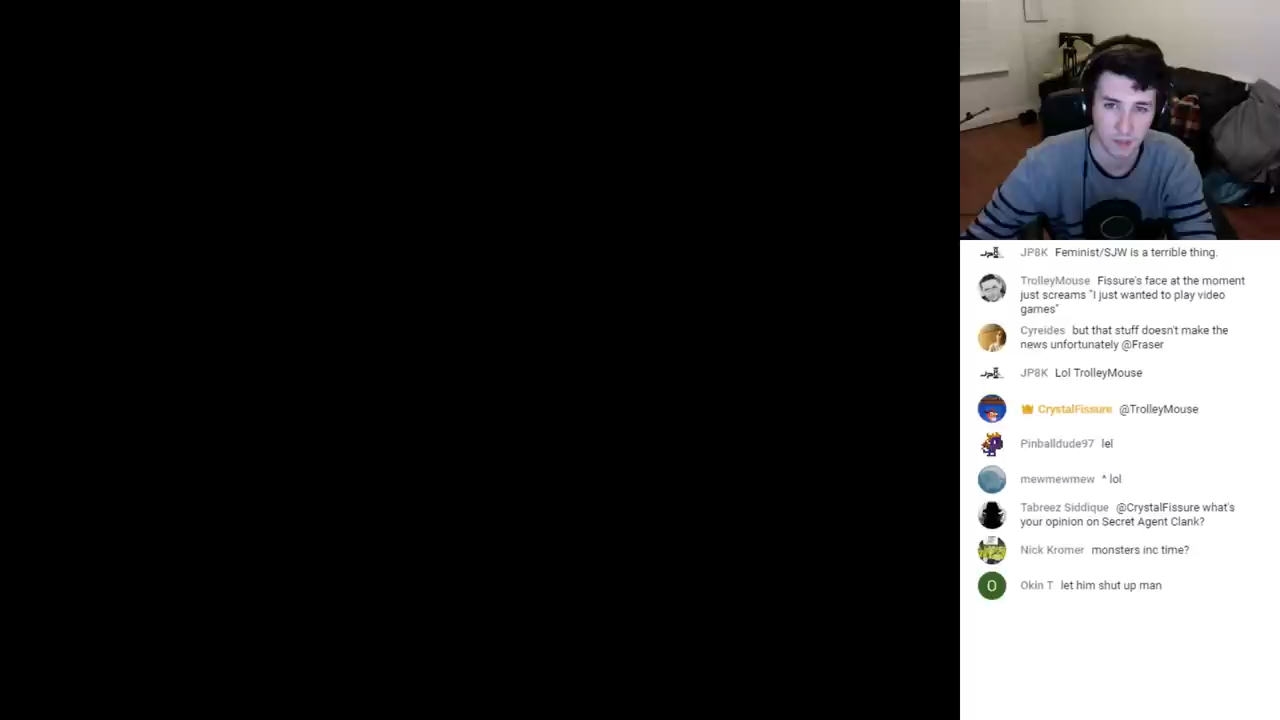 JP8K Feminist/SJW is a terrible thing.
TrolleyMouse Fissure's face at the moment
just screams "I just wanted to play video
games"
Cyreides but that stuff doesn't make the
news unfortunately @Fraser
JP8K Lol TrolleyMouse
CrystalFissure @TrolleyMouse
Pinballdude97 lel
mewmewmew ^ lol
Tabreez Siddique @CrystalFissure what's
your opinion on Secret Agent Clank?
Nick Kromer monsters inc time?
O Okin T let him shut up man